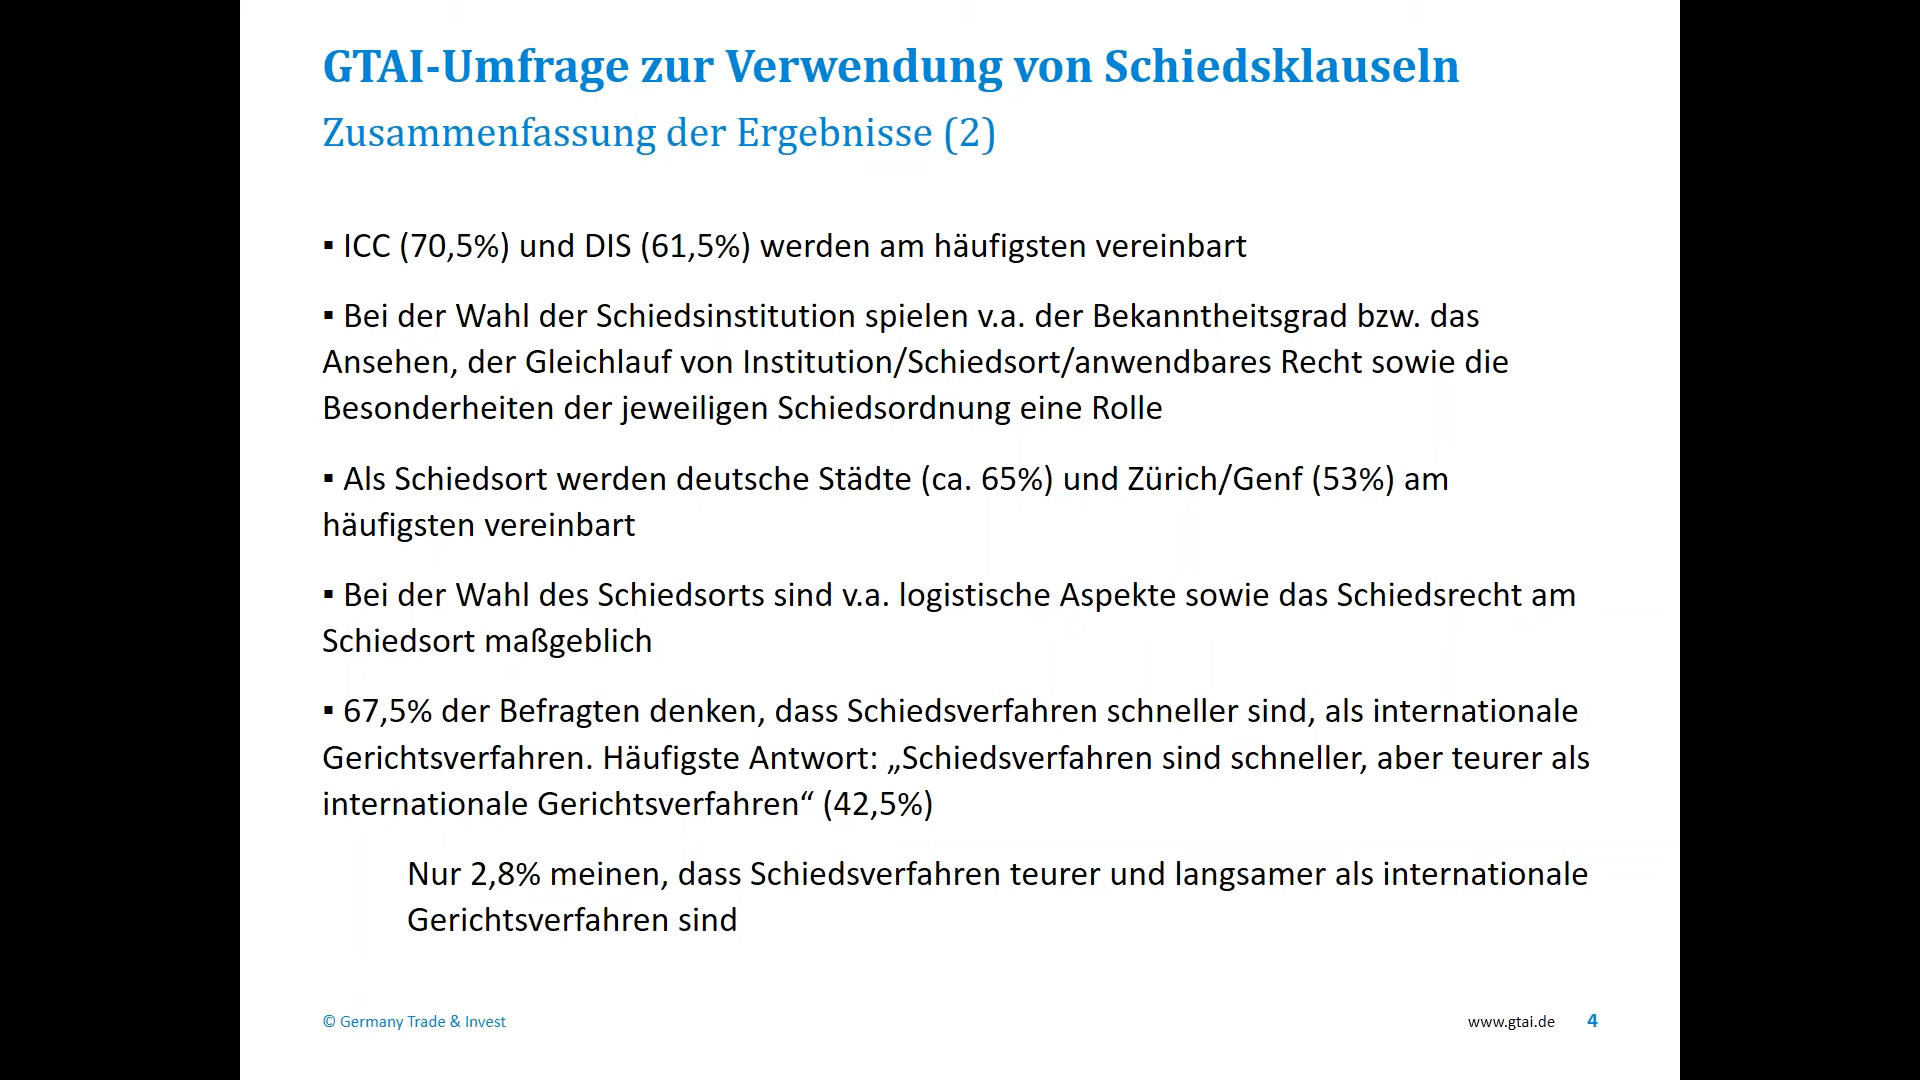 GTAI-Umfrage zur Verwendung von Schiedsklauseln
Zusammenfassung der Ergebnisse (2)
▪ ICC (70,5%) und DIS (61,5%) werden am häufigsten vereinbart
▪ Bei der Wahl der Schiedsinstitution spielen v.a. der Bekanntheitsgrad bzw. das
Ansehen, der Gleichlauf von Institution/Schiedsort/anwendbares Recht sowie die
Besonderheiten der jeweiligen Schiedsordnung eine Rolle
▪ Als Schiedsort werden deutsche Städte (ca. 65%) und Zürich/Genf (53%) am
häufigsten vereinbart
▪ Bei der Wahl des Schiedsorts sind v.a. logistische Aspekte sowie das Schiedsrecht am
Schiedsort maßgeblich
▪ 67,5% der Befragten denken, dass Schiedsverfahren schneller sind, als internationale
Gerichtsverfahren. Häufigste Antwort: „Schiedsverfahren sind schneller, aber teurer als
internationale Gerichtsverfahren“ (42,5%)
Nur 2,8% meinen, dass Schiedsverfahren teurer und langsamer als internationale
Gerichtsverfahren sind
© Germany Trade & Invest
www.gtai.de 4